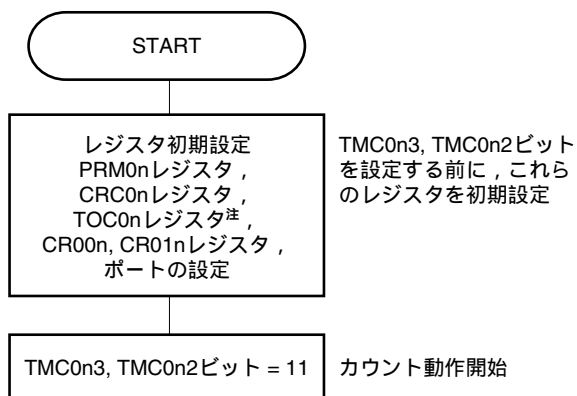 START
レジスタ初期設定
PRM0nレジスタ，
CRC0nレジスタ，
TOC0nレジスタ注，
CR00n, CR01nレジスタ，
ポートの設定
TMC0n3, TMC0n2ビット
を設定する前に，これら
のレジスタを初期設定
TMC0n3, TMC0n2ビット = 11
カウント動作開始